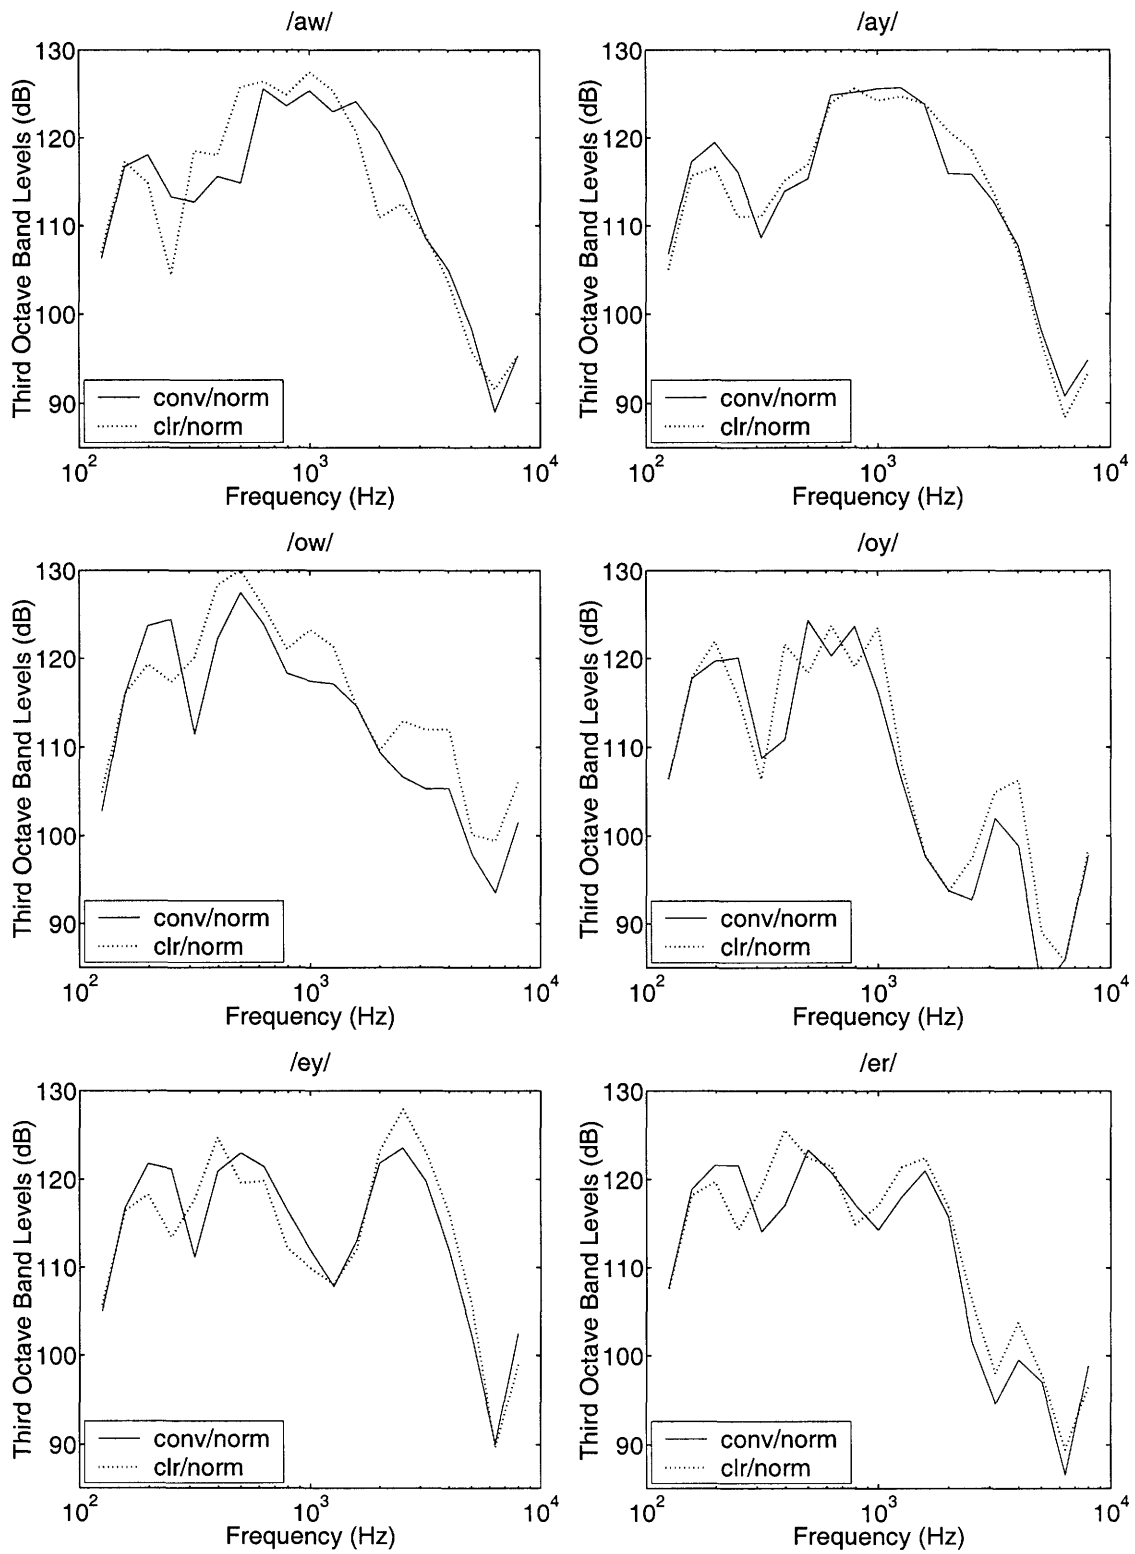 /aw/
130
120
110
100
90
Third Octave Band Levels (dB)
conv/norm
clr/norm
10^2
10^3
10^4
Frequency (Hz)
/ay/
130
120
110
100
90
Third Octave Band Levels (dB)
conv/norm
clr/norm
10^2
10^3
10^4
Frequency (Hz)
/ow/
130
120
110
100
90
Third Octave Band Levels (dB)
conv/norm
clr/norm
10^2
10^3
10^4
Frequency (Hz)
/oy/
130
120
110
100
90
Third Octave Band Levels (dB)
conv/norm
clr/norm
10^2
10^3
10^4
Frequency (Hz)
/ey/
130
120
110
100
90
Third Octave Band Levels (dB)
conv/norm
clr/norm
10^2
10^3
10^4
Frequency (Hz)
/er/
130
120
110
100
90
Third Octave Band Levels (dB)
conv/norm
clr/norm
10^2
10^3
10^4
Frequency (Hz)